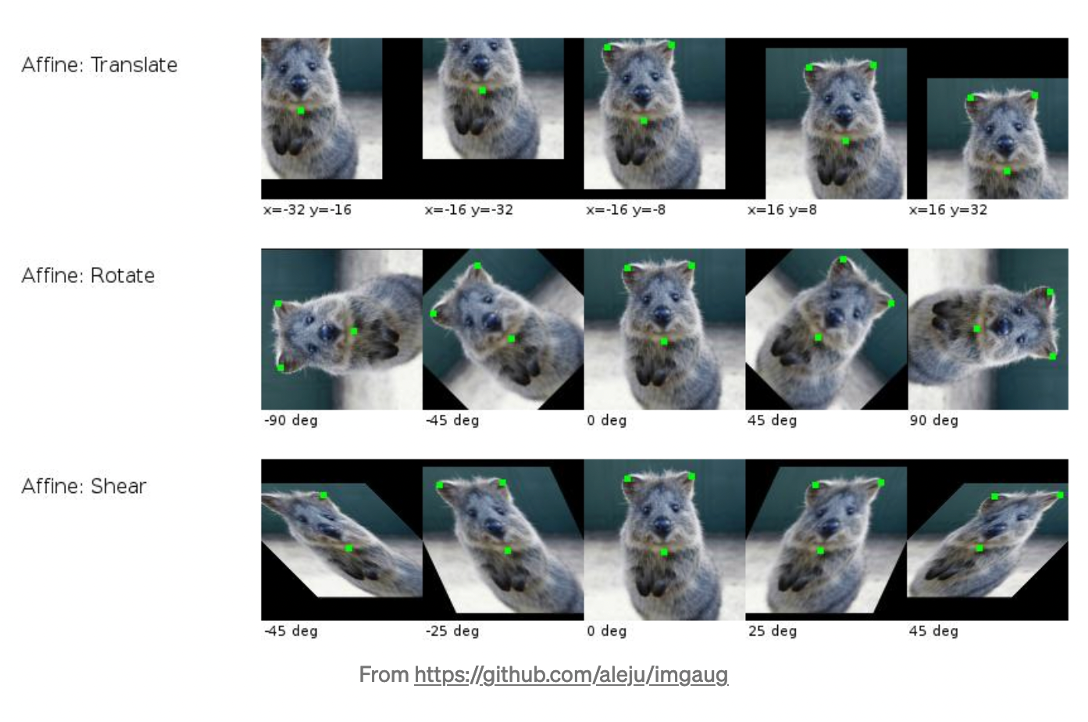 Affine: Translate
x=-32 y=-16 x=-16 y=-32 x=-16 y=-8 x=16 y=8 x=16 y=32
Affine: Rotate
-90 deg -45 deg 0 deg 45 deg 90 deg
Affine: Shear
-45 deg -25 deg 0 deg 25 deg 45 deg
From https://github.com/aleju/imgaug